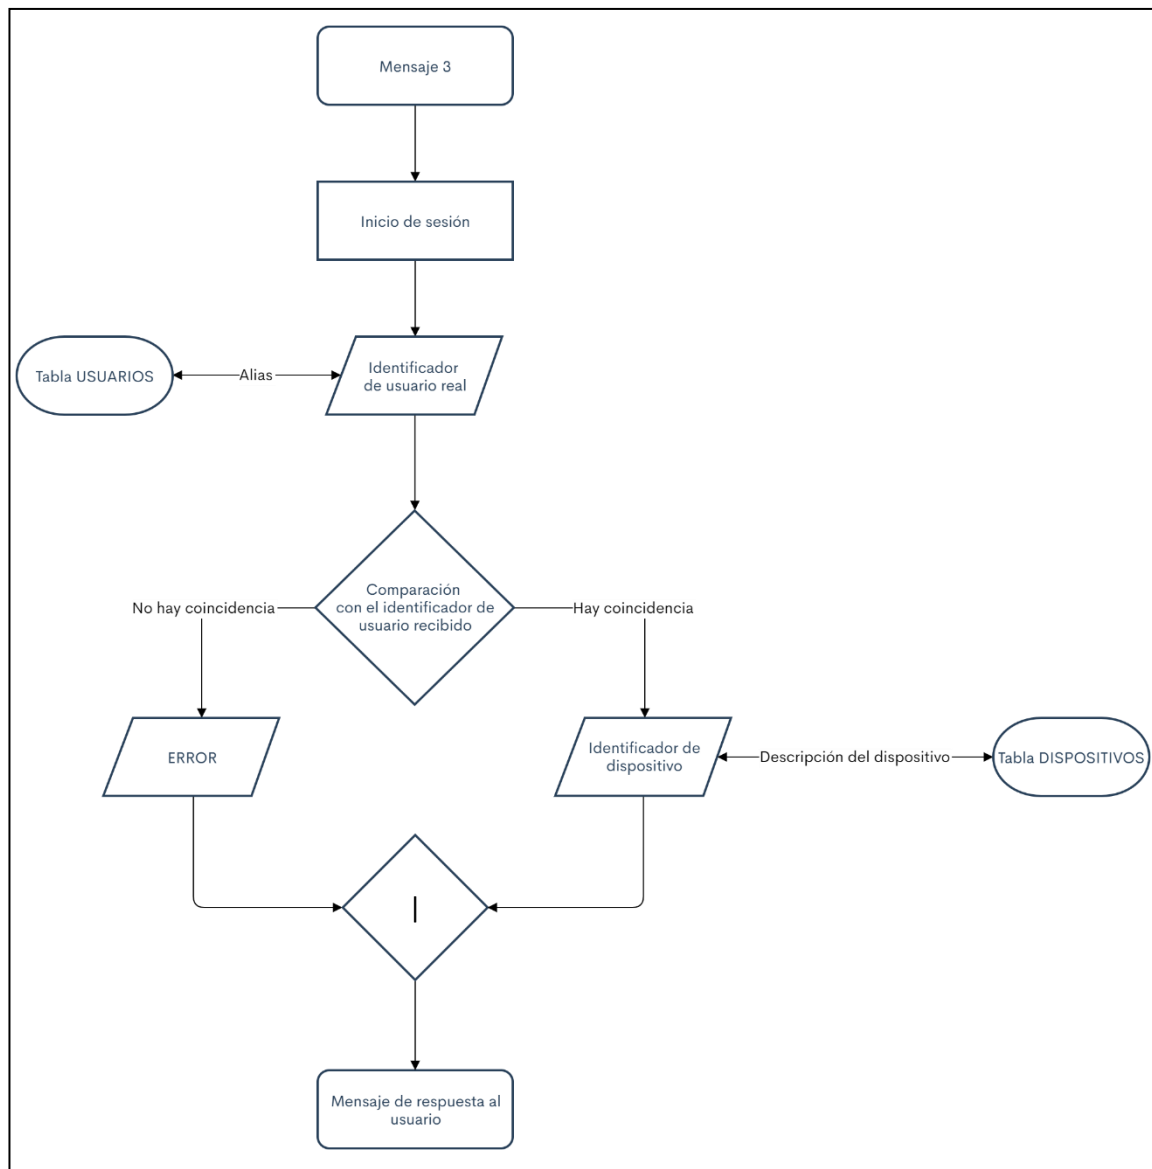 Mensaje 3
Inicio de sesión
Tabla USUARIOS
Alias
Identificador
de usuario real
Comparación
con el identificador de
usuario recibido
No hay coincidencia
Hay coincidencia
ERROR
Identificador de
dispositivo
Descripción del dispositivo
Tabla DISPOSITIVOS
|
Mensaje de respuesta al
usuario